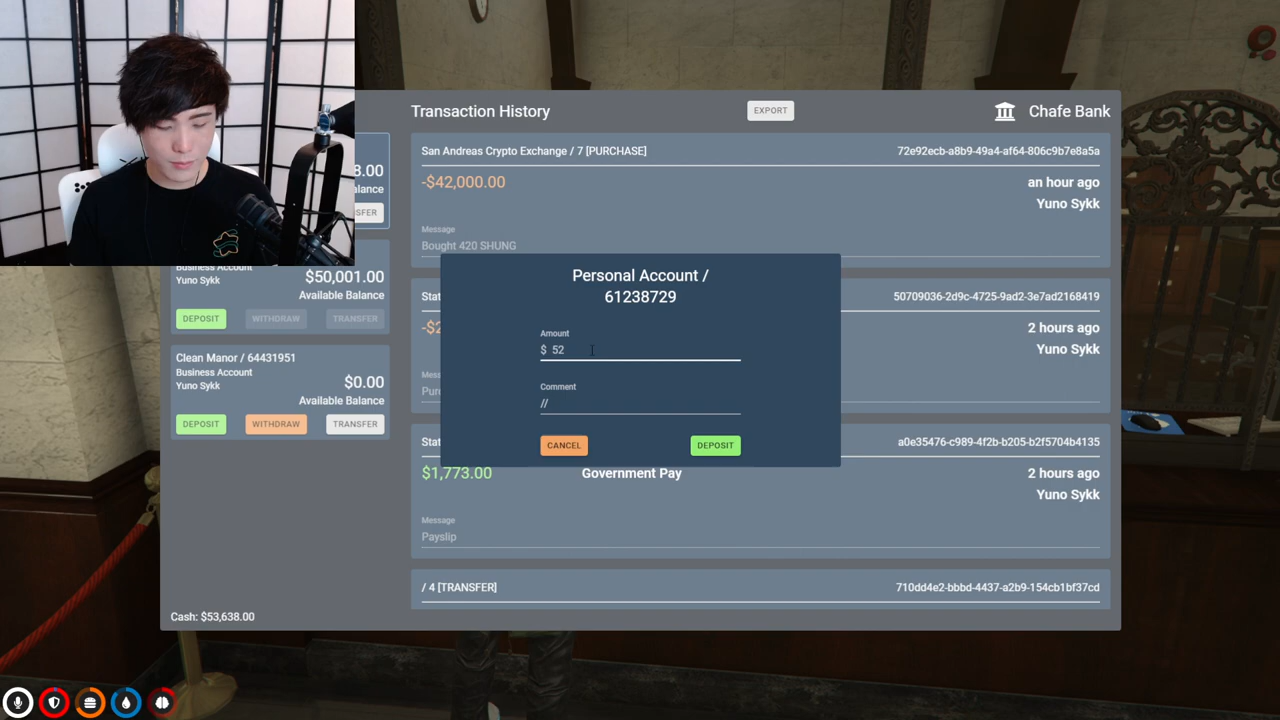 Transaction History
EXPORT
Chafe Bank
8.00
San Andreas Crypto Exchange / 7 [PURCHASE]
72e92ecb-a8b9-49a4-af64-806c9b7e8a5a
-$42,000.00
an hour ago
Yuno Sykk
Message
Bought 420 SHUNG
Business Account
Yuno Sykk
$50,001.00
Available Balance
DEPOSIT
WITHDRAW
TRANSFER
Clean Manor / 64431951
Business Account
Yuno Sykk
$0.00
Available Balance
DEPOSIT
WITHDRAW
TRANSFER
Personal Account /
61238729
Amount
$ 52
Comment
//
CANCEL
DEPOSIT
50709036-2d9c-4725-9ad2-3e7ad2168419
2 hours ago
Yuno Sykk
a0e35476-c989-4f2b-b205-b2f5704b4135
$1,773.00
Government Pay
2 hours ago
Yuno Sykk
Message
Payslip
/ 4 [TRANSFER]
710dd4e2-bbbd-4437-a2b9-154cb1bf37cd
Cash: $53,638.00